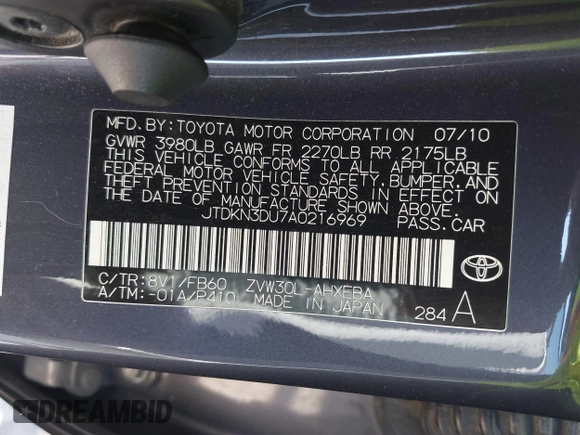 MFD.BY:TOYOTA MOTOR CORPORATION 07/10
GVWR 3980LB GAWR FR 2270LB RR 2175LB
THIS VEHICLE CONFORMS TO ALL APPLICABLE
FEDERAL MOTOR VEHICLE SAFETY,BUMPER,AND
THEFT PREVENTION STANDARDS IN EFFECT ON
THE DATE OF MANUFACTURE SHOWN ABOVE.
JTDKN3DU7A0216969 PASS.CAR
C/TR:8V1/FB60 ZVW30L-AHXEBA
A/TM:-01A/P410 MADE IN JAPAN
284 A
DREAMBID